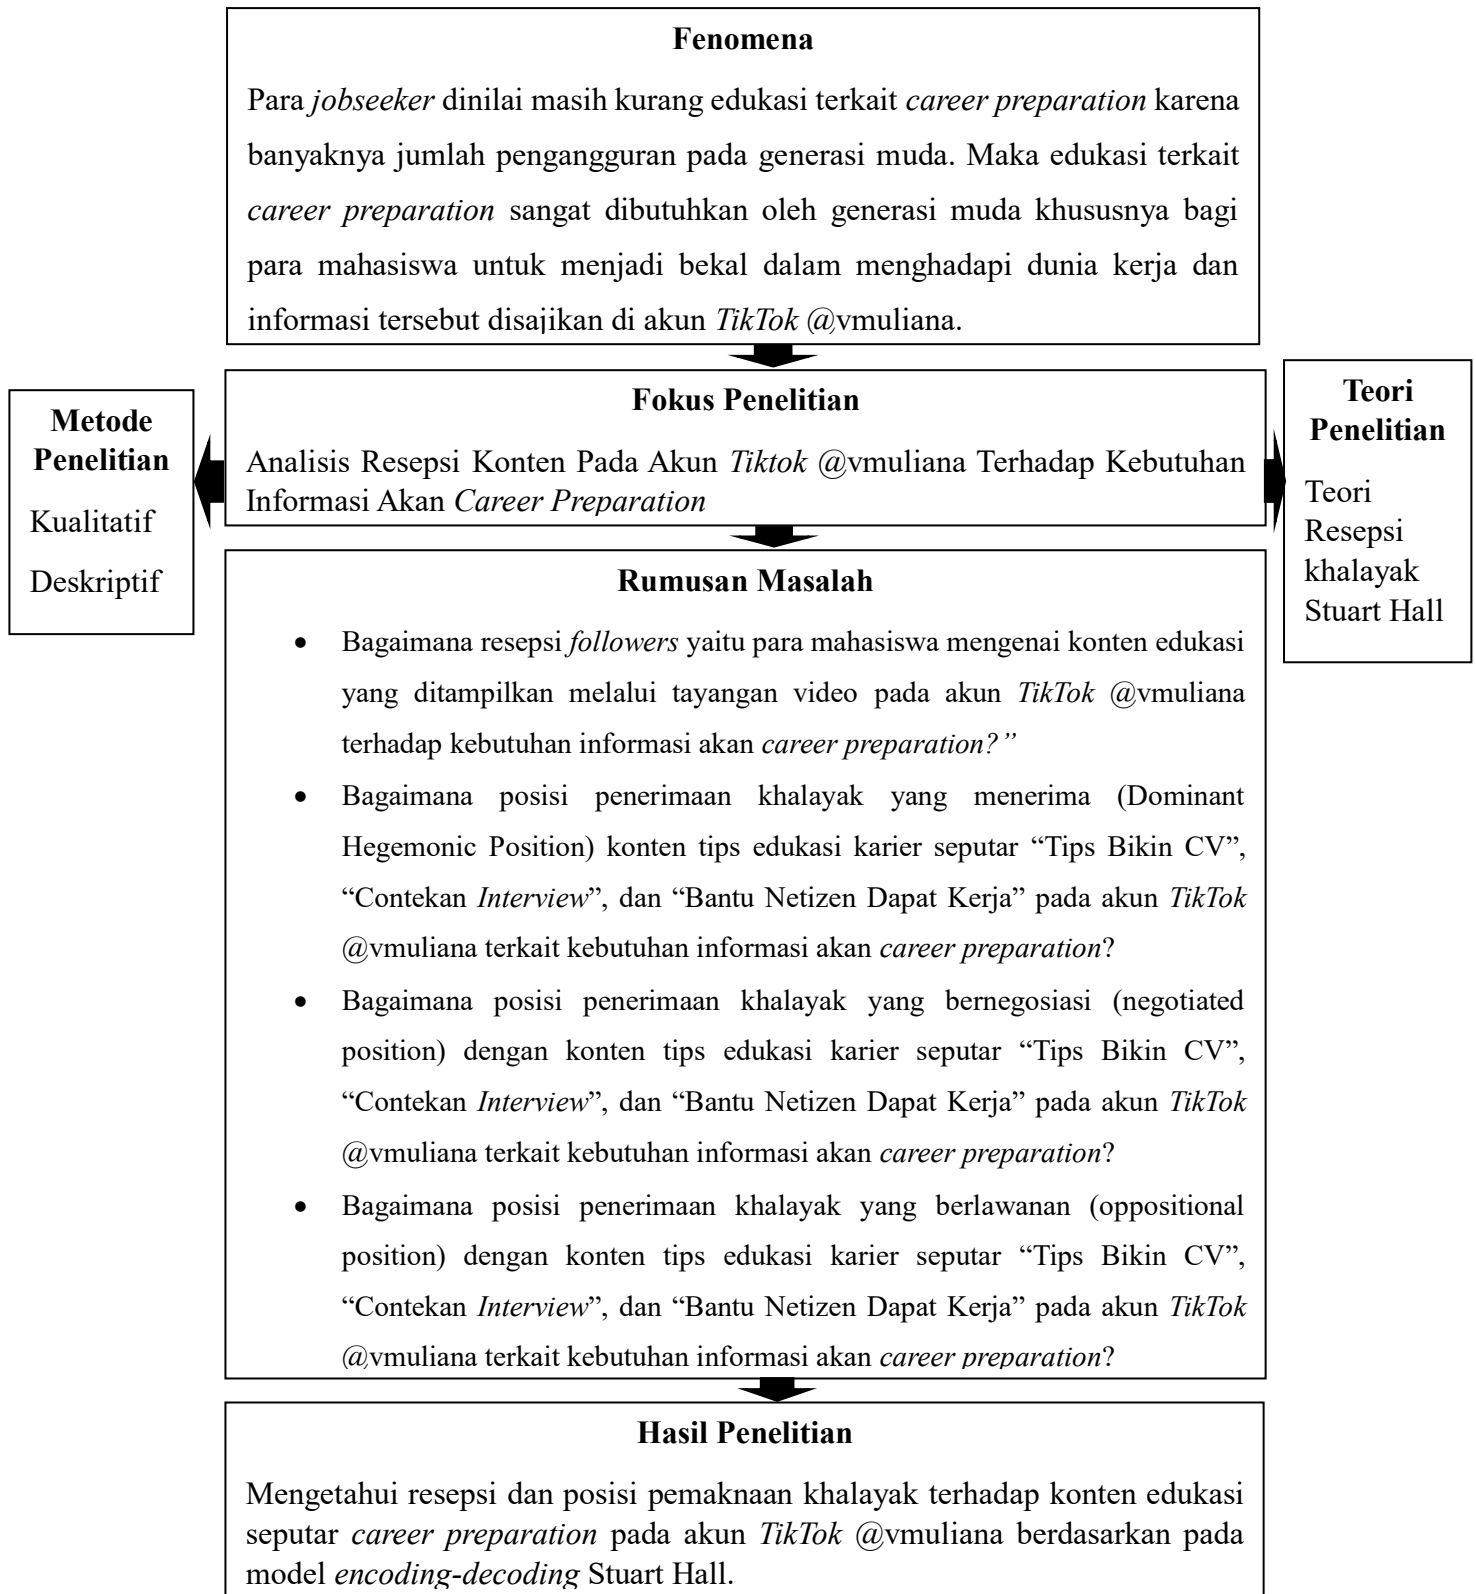 Fenomena
Para jobseeker dinilai masih kurang edukasi terkait career preparation karena
banyaknya jumlah pengangguran pada generasi muda. Maka edukasi terkait
career preparation sangat dibutuhkan oleh generasi muda khususnya bagi
para mahasiswa untuk menjadi bekal dalam menghadapi dunia kerja dan
informasi tersebut disajikan di akun TikTok @vmuliana.
Metode
Penelitian
Kualitatif
Deskriptif
Fokus Penelitian
Analisis Resepsi Konten Pada Akun Tiktok @vmuliana Terhadap Kebutuhan
Informasi Akan Career Preparation
Teori
Penelitian
Teori
Resepsi
khalayak
Stuart Hall
Rumusan Masalah
• Bagaimana resepsi followers yaitu para mahasiswa mengenai konten edukasi
yang ditampilkan melalui tayangan video pada akun TikTok @vmuliana
terhadap kebutuhan informasi akan career preparation?”
• Bagaimana posisi penerimaan khalayak yang menerima (Dominant
Hegemonic Position) konten tips edukasi karier seputar “Tips Bikin CV”,
“Contekan Interview”, dan “Bantu Netizen Dapat Kerja” pada akun TikTok
@vmuliana terkait kebutuhan informasi akan career preparation?
• Bagaimana posisi penerimaan khalayak yang bernegosiasi (negotiated
position) dengan konten tips edukasi karier seputar “Tips Bikin CV”,
“Contekan Interview”, dan “Bantu Netizen Dapat Kerja” pada akun TikTok
@vmuliana terkait kebutuhan informasi akan career preparation?
• Bagaimana posisi penerimaan khalayak yang berlawanan (oppositional
position) dengan konten tips edukasi karier seputar “Tips Bikin CV”,
“Contekan Interview”, dan “Bantu Netizen Dapat Kerja” pada akun TikTok
@vmuliana terkait kebutuhan informasi akan career preparation?
Hasil Penelitian
Mengetahui resepsi dan posisi pemaknaan khalayak terhadap konten edukasi
seputar career preparation pada akun TikTok @vmuliana berdasarkan pada
model encoding-decoding Stuart Hall.